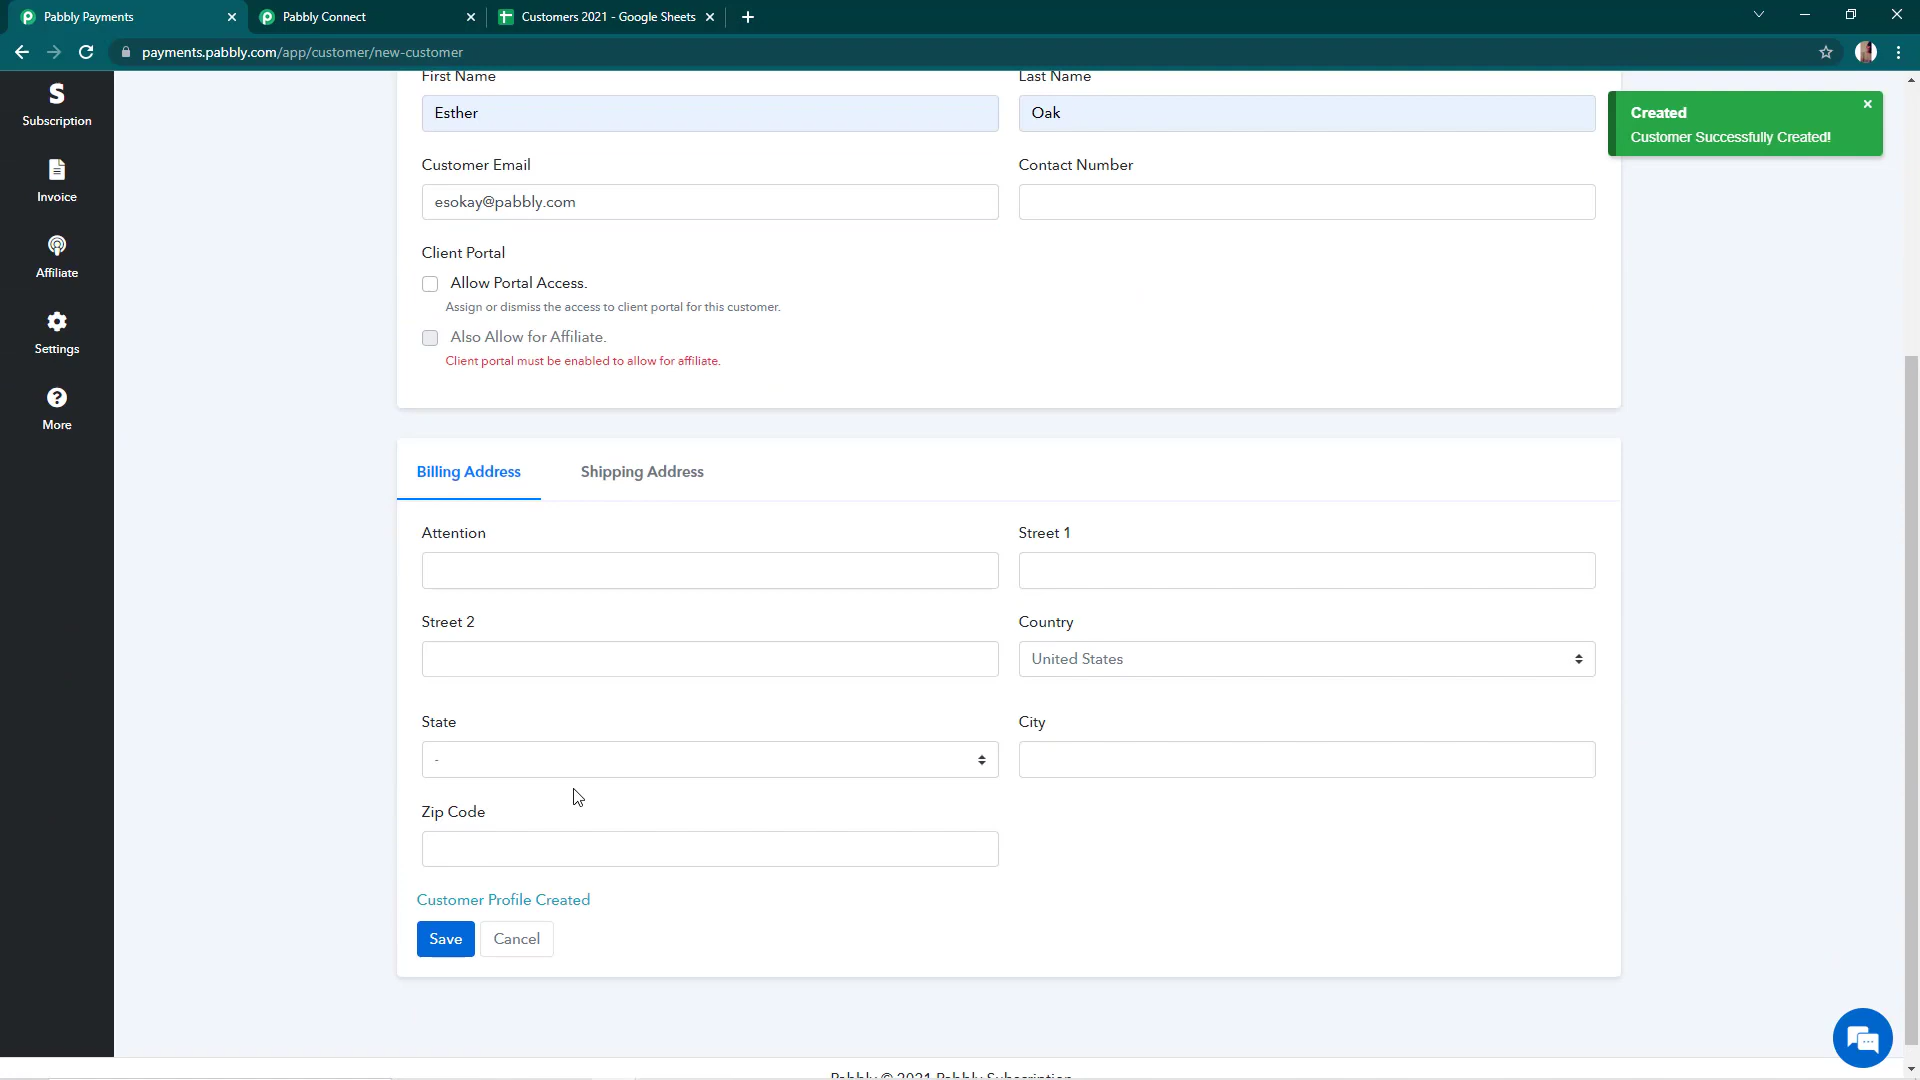 Pabbly Payments
Pabbly Connect
Customers 2021 - Google Sheets
payments.pabbly.com/app/customer/new-customer
Subscription
Invoice
Affiliate
Settings
More
First Name
Last Name
Esther
Oak
Created
Customer Successfully Created!
Customer Email
Contact Number
esokay@pabbly.com
Client Portal
Allow Portal Access.
Assign or dismiss the access to client portal for this customer.
Also Allow for Affiliate.
Client portal must be enabled to allow for affiliate.
Billing Address
Shipping Address
Attention
Street 1
Street 2
Country
United States
State
City
-
Zip Code
Customer Profile Created
Save
Cancel
Pabbly © 2021 Pabbly Subscription